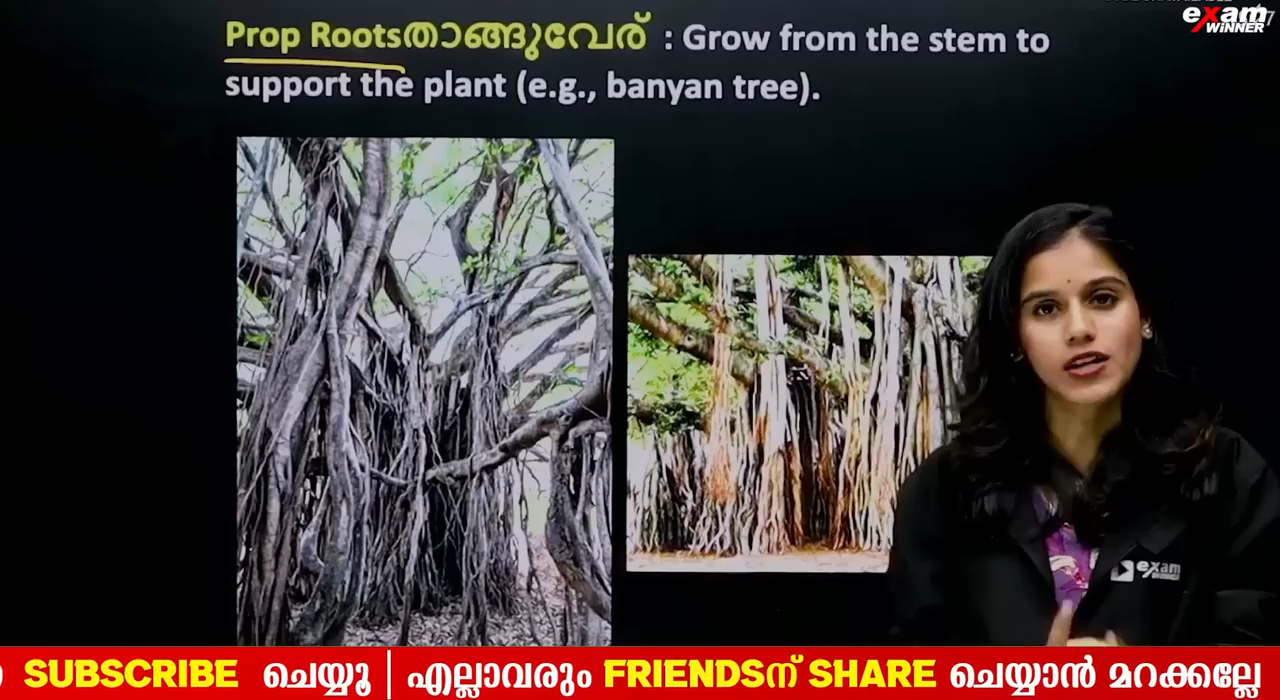 exam
WiNNER
Prop Rootsതാങ്ങുവേര് : Grow from the stem to
support the plant (e.g., banyan tree).
exam
SUBSCRIBE ചെയ്യൂ | എല്ലാവരും FRIENDSന് SHARE ചെയ്യാൻ മറക്കല്ലേ